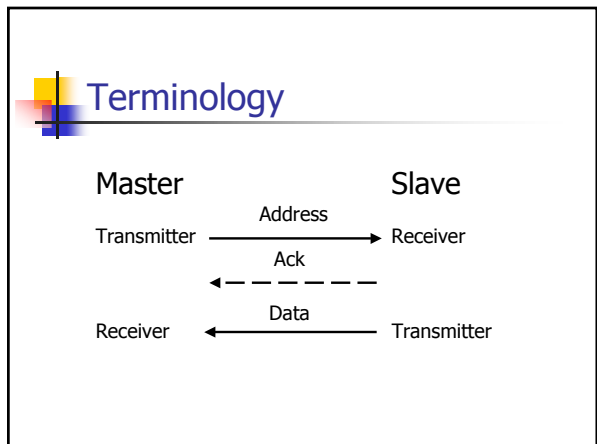 Terminology
Master Slave
Address
Transmitter Receiver
Ack
Data
Receiver Transmitter